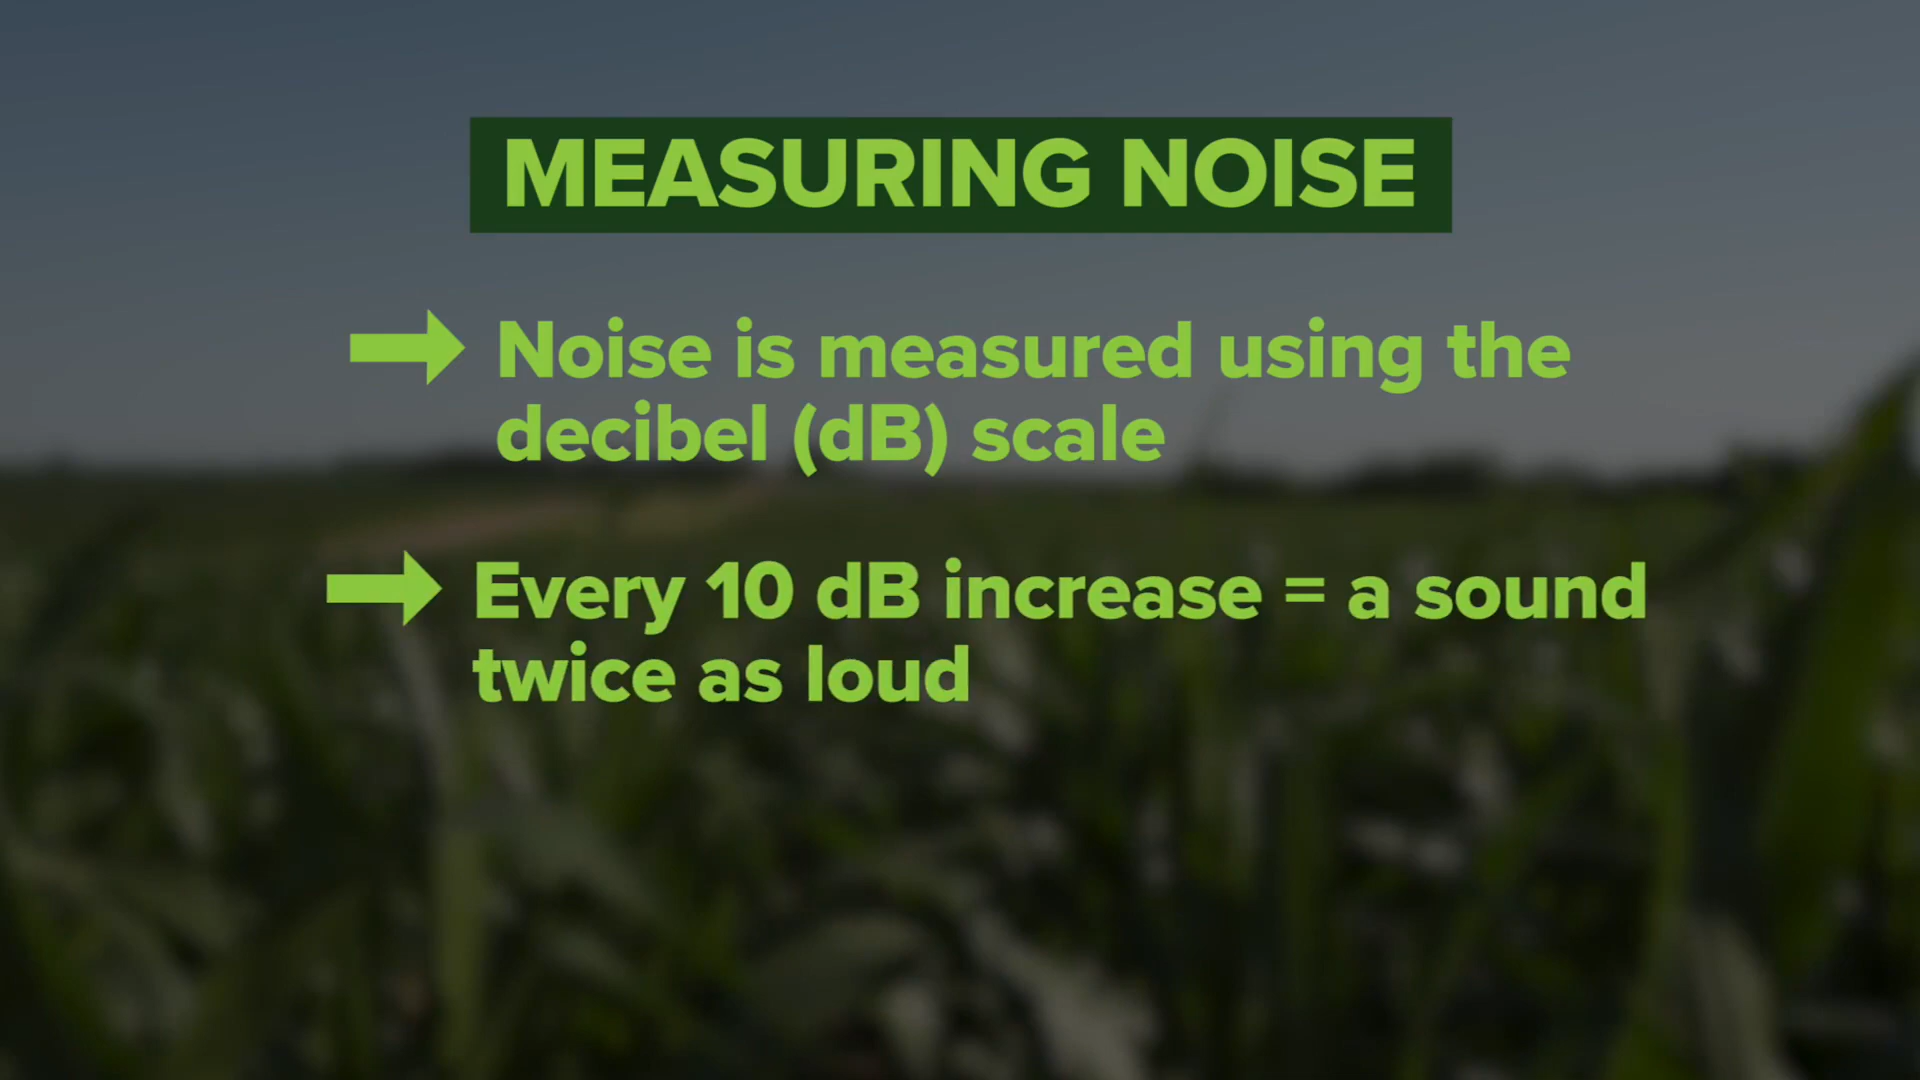 MEASURING NOISE
Noise is measured using the
decibel (dB) scale
Every 10 dB increase = a sound
twice as loud